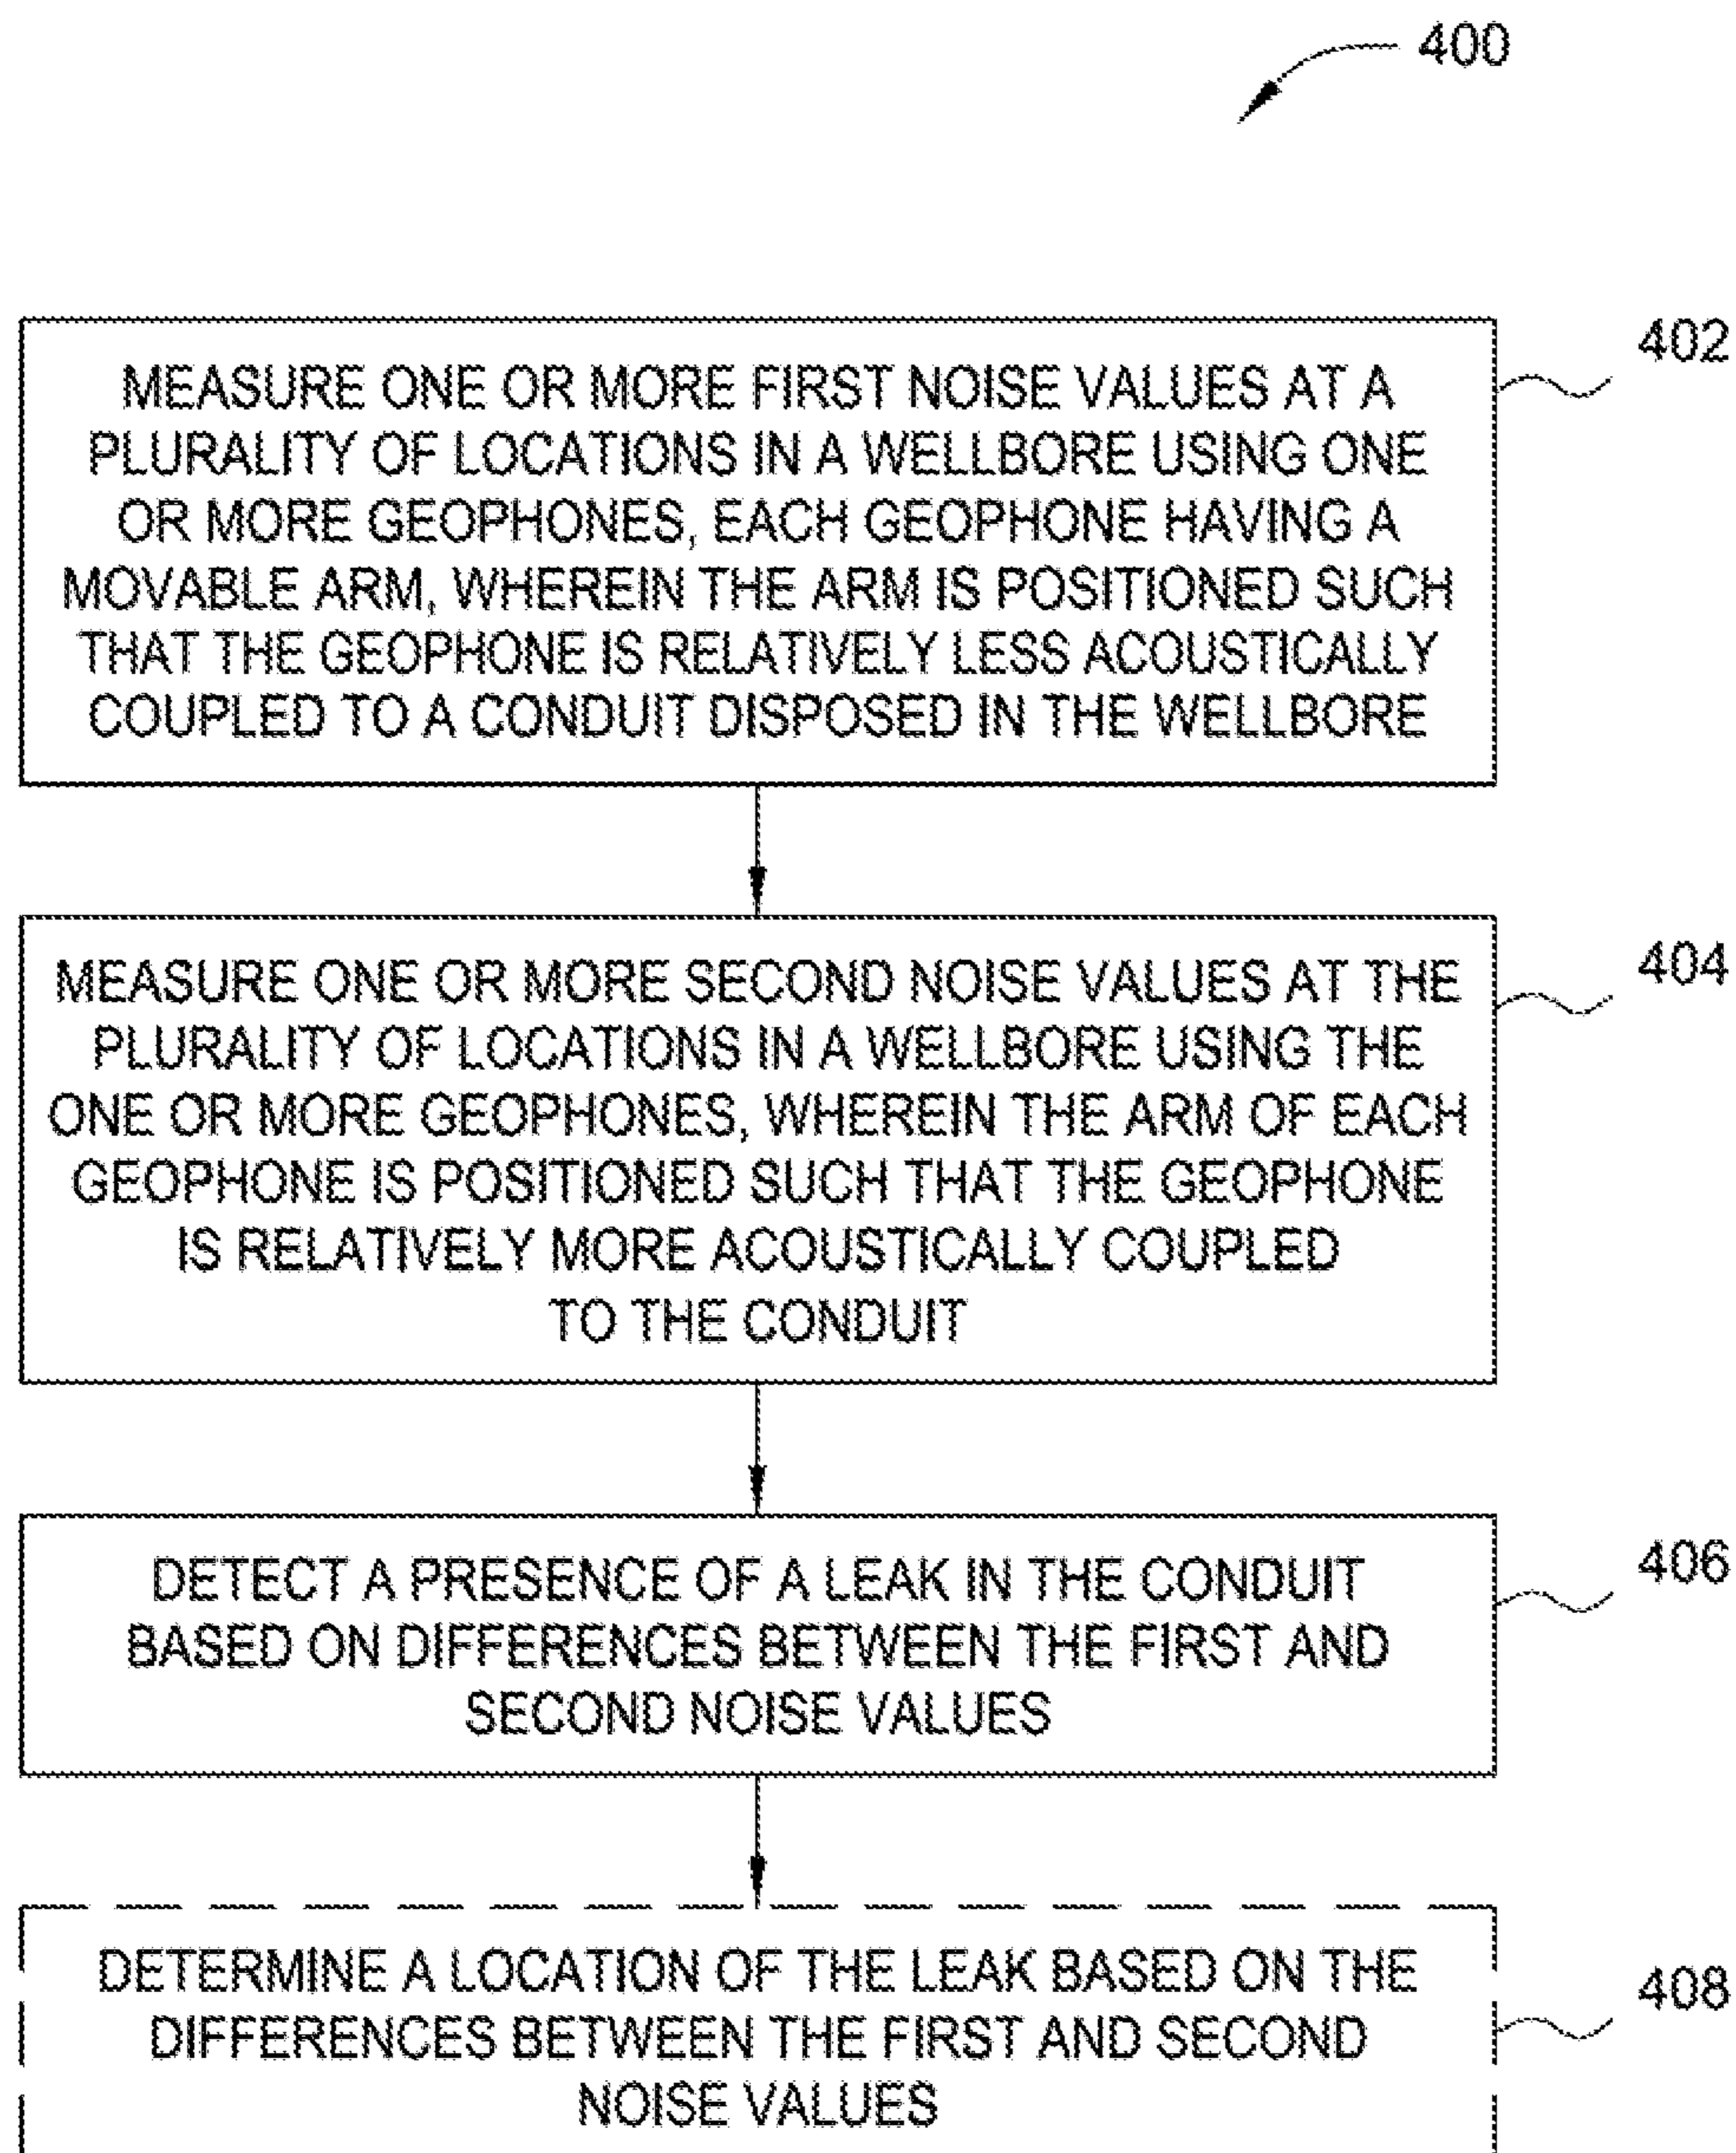 400
402
MEASURE ONE OR MORE FIRST NOISE VALUES AT A
PLURALITY OF LOCATIONS IN A WELLBORE USING ONE
OR MORE GEOPHONES, EACH GEOPHONE HAVING A
MOVABLE ARM, WHEREIN THE ARM IS POSITIONED SUCH
THAT THE GEOPHONE IS RELATIVELY LESS ACOUSTICALLY
COUPLED TO A CONDUIT DISPOSED IN THE WELLBORE
404
MEASURE ONE OR MORE SECOND NOISE VALUES AT THE
PLURALITY OF LOCATIONS IN A WELLBORE USING THE
ONE OR MORE GEOPHONES, WHEREIN THE ARM OF EACH
GEOPHONE IS POSITIONED SUCH THAT THE GEOPHONE
IS RELATIVELY MORE ACOUSTICALLY COUPLED
TO THE CONDUIT
406
DETECT A PRESENCE OF A LEAK IN THE CONDUIT
BASED ON DIFFERENCES BETWEEN THE FIRST AND
SECOND NOISE VALUES
408
DETERMINE A LOCATION OF THE LEAK BASED ON THE
DIFFERENCES BETWEEN THE FIRST AND SECOND
NOISE VALUES